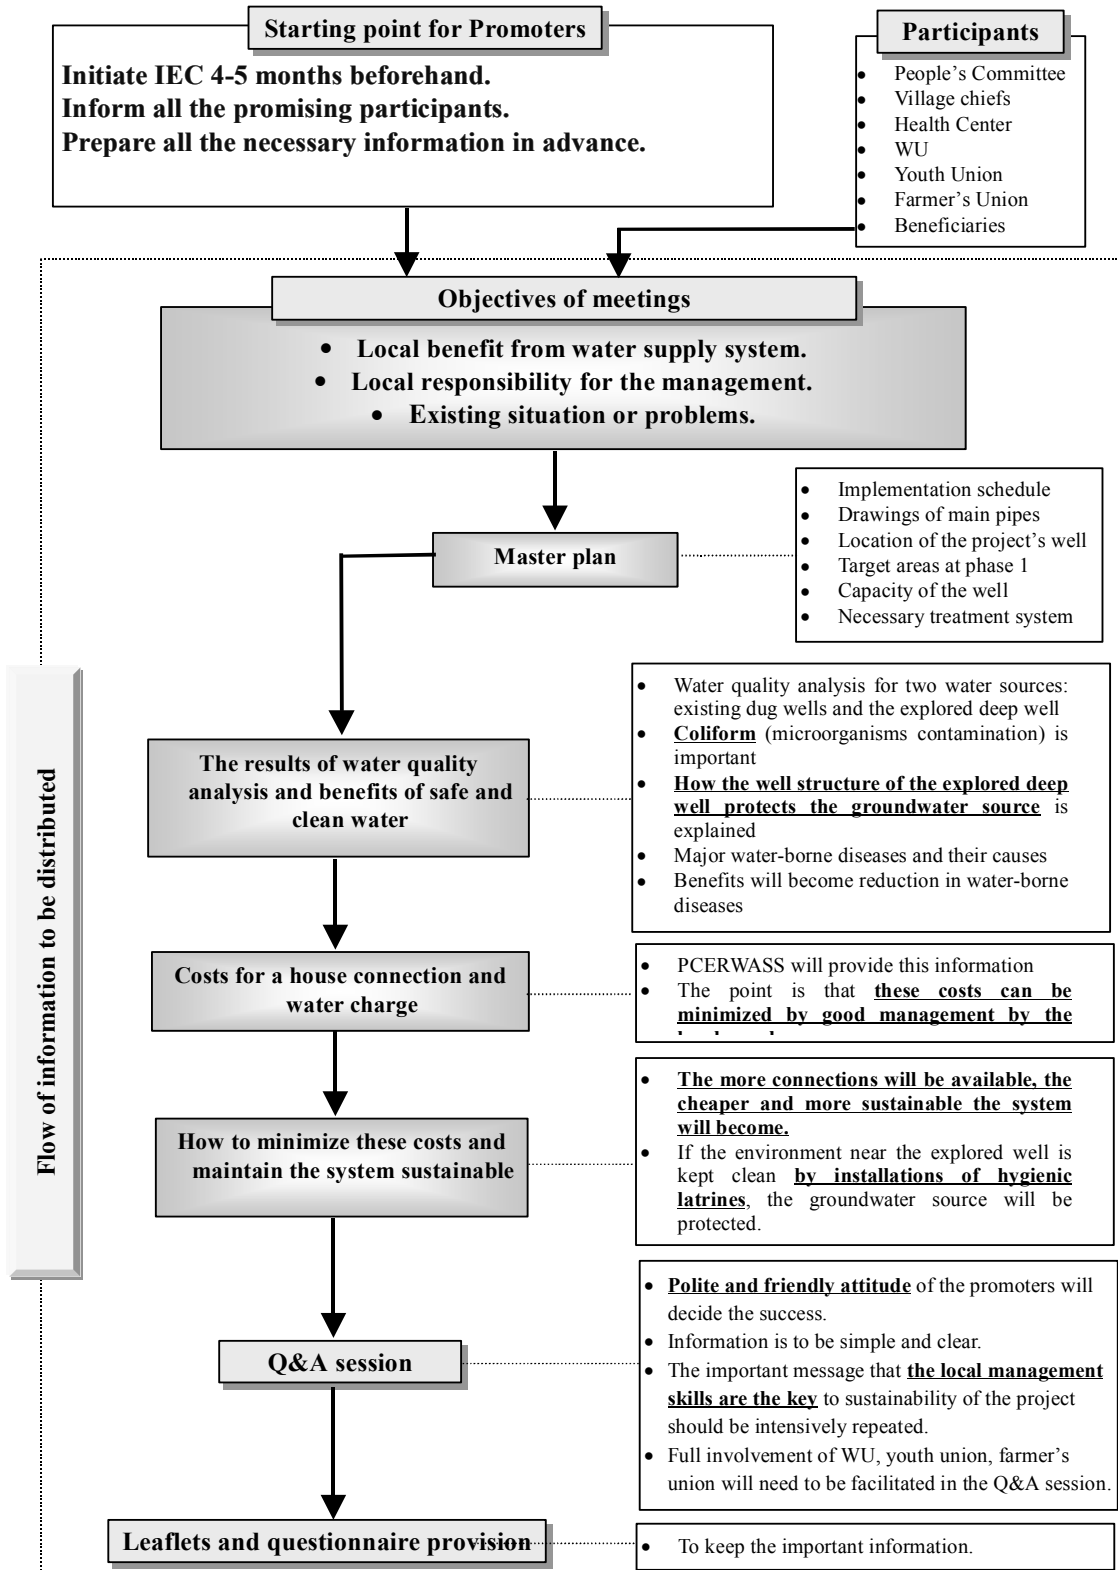 Starting point for Promoters
Initiate IEC 4-5 months beforehand.
Inform all the promising participants.
Prepare all the necessary information in advance.
Participants
• People's Committee
• Village chiefs
• Health Center
• WU
• Youth Union
• Farmer's Union
• Beneficiaries
Objectives of meetings
• Local benefit from water supply system.
• Local responsibility for the management.
• Existing situation or problems.
Master plan
• Implementation schedule
• Drawings of main pipes
• Location of the project's well
• Target areas at phase 1
• Capacity of the well
• Necessary treatment system
Flow of information to be distributed
The results of water quality
analysis and benefits of safe and
clean water
• Water quality analysis for two water sources:
existing dug wells and the explored deep well
• Coliform (microorganisms contamination) is
important
• How the well structure of the explored deep
well protects the groundwater source is
explained
• Major water-borne diseases and their causes
• Benefits will become reduction in water-borne
diseases
Costs for a house connection and
water charge
• PCERWASS will provide this information
• The point is that these costs can be
minimized by good management by the
How to minimize these costs and
maintain the system sustainable
• The more connections will be available, the
cheaper and more sustainable the system
will become.
• If the environment near the explored well is
kept clean by installations of hygienic
latrines, the groundwater source will be
protected.
Q&A session
• Polite and friendly attitude of the promoters will
decide the success.
• Information is to be simple and clear.
• The important message that the local management
skills are the key to sustainability of the project
should be intensively repeated.
• Full involvement of WU, youth union, farmer's
union will need to be facilitated in the Q&A session.
Leaflets and questionnaire provision
• To keep the important information.